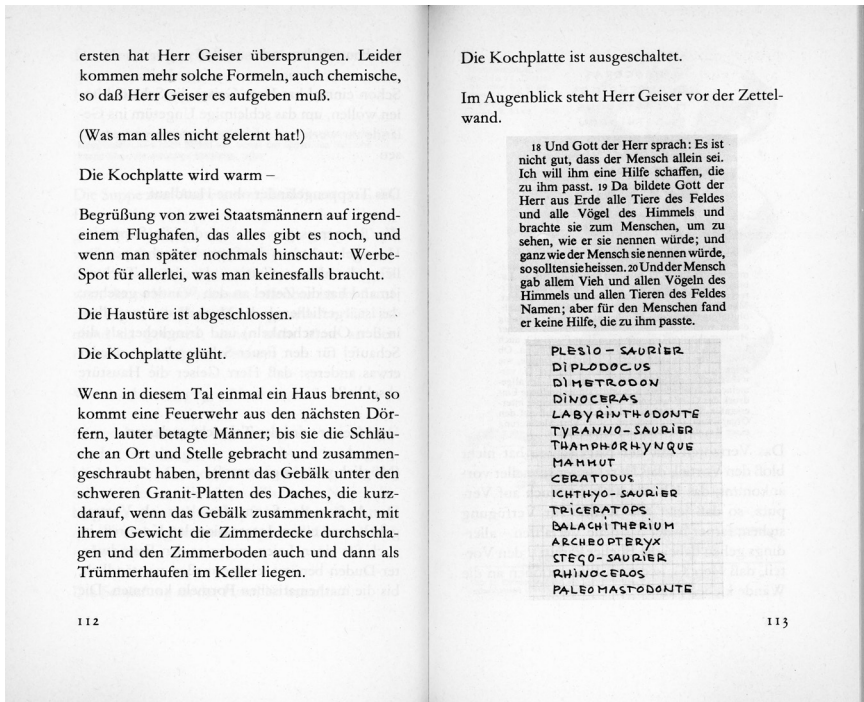 ersten hat Herr Geiser übersprungen. Leider
kommen mehr solche Formeln, auch chemische,
so daß Herr Geiser es aufgeben muß.
(Was man alles nicht gelernt hat!)
Die Kochplatte wird warm –
Begrüßung von zwei Staatsmännern auf irgend-
einem Flughafen, das alles gibt es noch, und
wenn man später nochmals hinschaut: Werbe-
Spot für allerlei, was man keinesfalls braucht.
Die Haustüre ist abgeschlossen.
Die Kochplatte glüht.
Wenn in diesem Tal einmal ein Haus brennt, so
kommt eine Feuerwehr aus den nächsten Dör-
fern, lauter betagte Männer; bis sie die Schläu-
che an Ort und Stelle gebracht und zusammen-
geschraubt haben, brennt das Gebälk unter den
schweren Granit-Platten des Daches, die kurz-
darauf, wenn das Gebälk zusammenkracht, mit
ihrem Gewicht die Zimmerdecke durchschla-
gen und den Zimmerboden auch und dann als
Trümmerhaufen im Keller liegen.
112
Die Kochplatte ist ausgeschaltet.
Im Augenblick steht Herr Geiser vor der Zettel-
wand.
18 Und Gott der Herr sprach: Es ist
nicht gut, dass der Mensch allein sei.
Ich will ihm eine Hilfe schaffen, die
zu ihm passt. 19 Da bildete Gott der
Herr aus Erde alle Tiere des Feldes
und alle Vögel des Himmels und
brachte sie zum Menschen, um zu
sehen, wie er sie nennen würde; und
ganz wie der Mensch sie nennen würde,
so sollten sie heissen. 20 Und der Mensch
gab allem Vieh und allen Vögeln des
Himmels und allen Tieren des Feldes
Namen; aber für den Menschen fand
er keine Hilfe, die zu ihm passte.
PLESIO-SAURIER
DIPLODOCUS
DIMETRODON
DINOCERAS
LABYRINTHODONTE
TYRANNO-SAURIER
THAMPHORHYNQUE
MAMMUT
CERATODUS
ICHTHYO-SAURIER
TRICERATOPS
BALACHITHERIUM
ARCHEOPTERYX
STEGO-SAURIER
RHINOCEROS
PALEOMASTODONTE
113